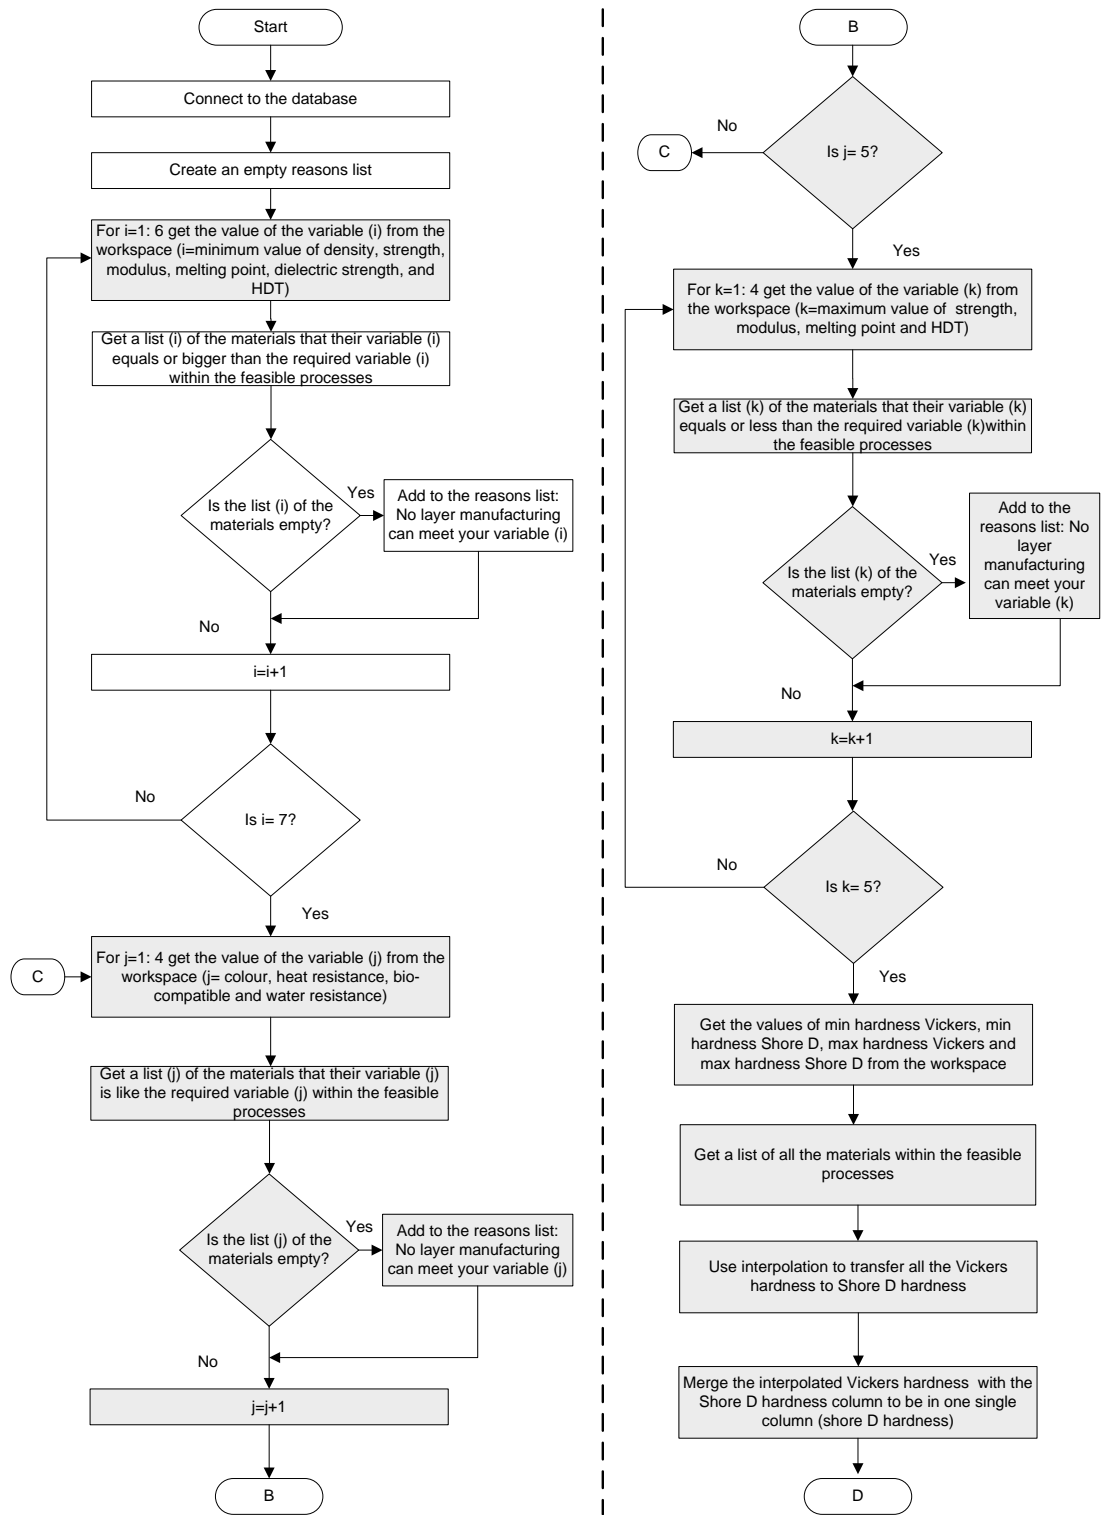 Start
Connect to the database
Create an empty reasons list
For i=1: 6 get the value of the variable (i) from the
workspace (i=minimum value of density, strength,
modulus, melting point, dielectric strength, and
HDT)
Get a list (i) of the materials that their variable (i)
equals or bigger than the required variable (i)
within the feasible processes
Is the list (i) of the
materials empty?
Yes
Add to the reasons list:
No layer manufacturing
can meet your variable (i)
No
i=i+1
Is i= 7?
No
Yes
C
For j=1: 4 get the value of the variable (j) from the
workspace (j= colour, heat resistance, bio-
compatible and water resistance)
Get a list (j) of the materials that their variable (j)
is like the required variable (j) within the feasible
processes
Is the list (j) of the
materials empty?
Yes
Add to the reasons list:
No layer manufacturing
can meet your variable (j)
No
j=j+1
B
B
Is j= 5?
No
C
Yes
For k=1: 4 get the value of the variable (k) from
the workspace (k=maximum value of  strength,
modulus, melting point and HDT)
Get a list (k) of the materials that their variable (k)
equals or less than the required variable (k)within
the feasible processes
Is the list (k) of the
materials empty?
Yes
Add to the
reasons list: No
layer
manufacturing
can meet your
variable (k)
No
k=k+1
Is k= 5?
No
Yes
Get the values of min hardness Vickers, min
hardness Shore D, max hardness Vickers and
max hardness Shore D from the workspace
Get a list of all the materials within the feasible
processes
Use interpolation to transfer all the Vickers
hardness to Shore D hardness
Merge the interpolated Vickers hardness  with the
Shore D hardness column to be in one single
column (shore D hardness)
D